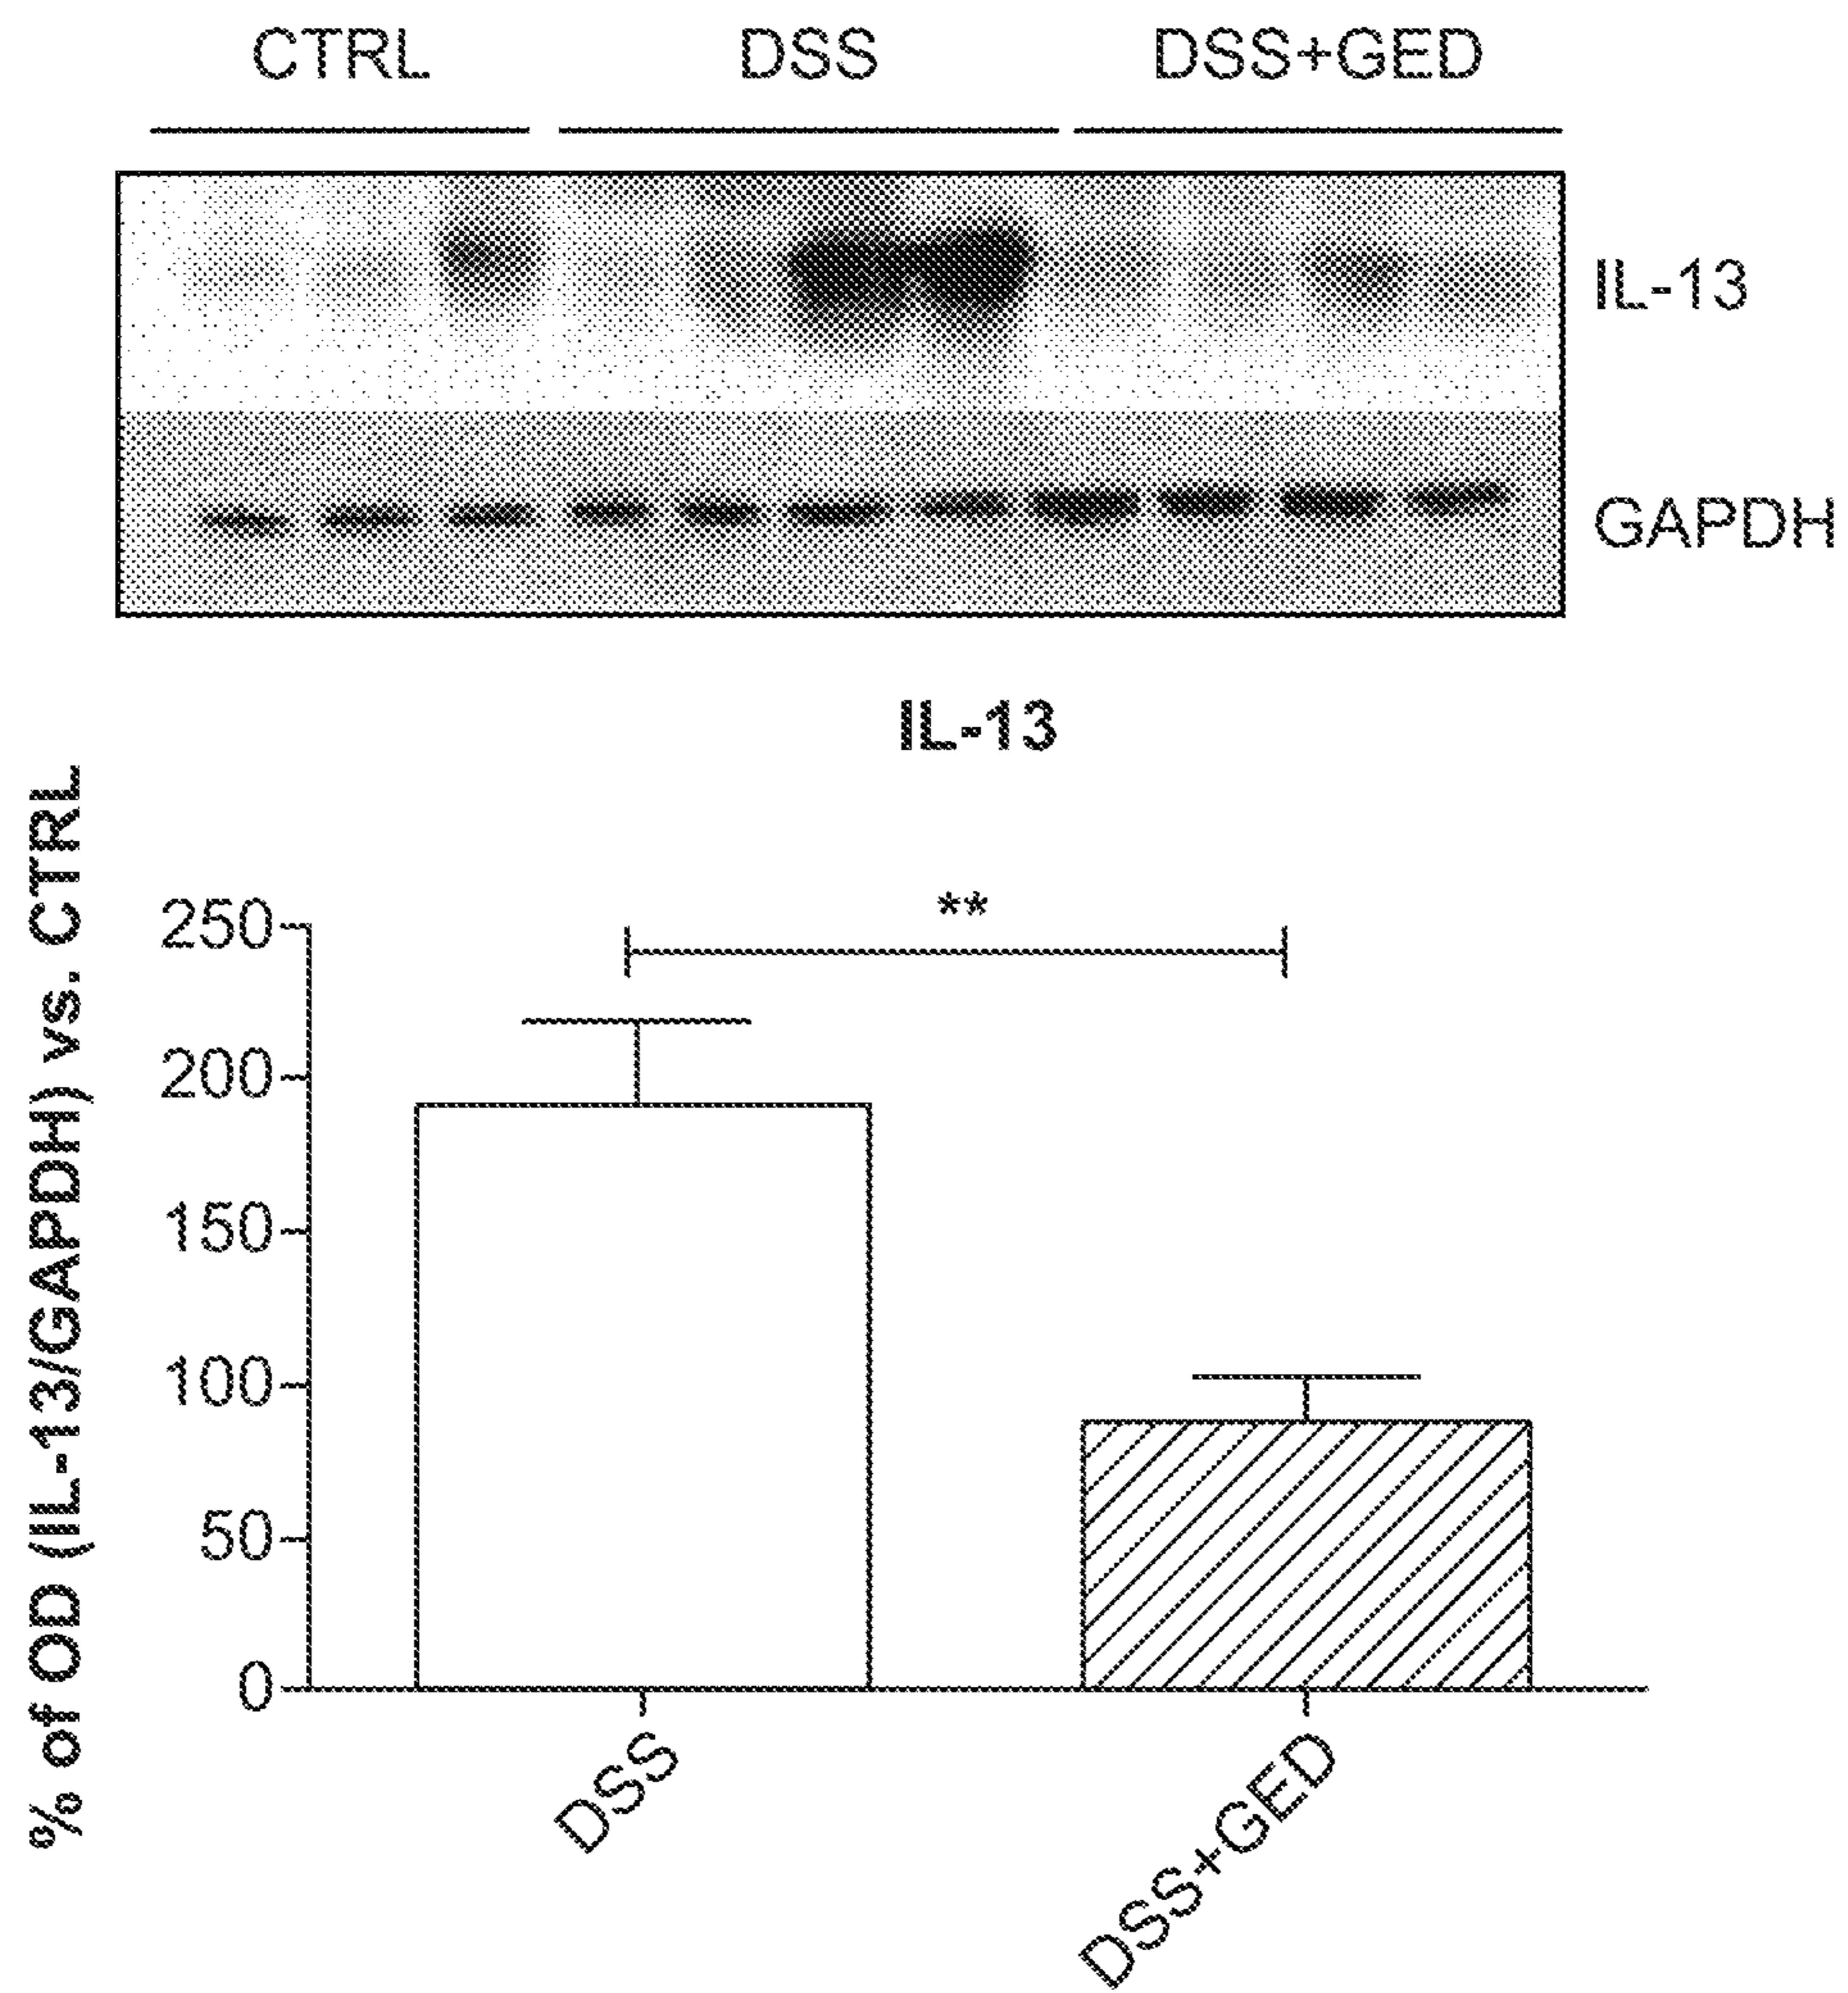 CTRL DSS DSS+GED
IL-13
GAPDH
IL-13
% of OD (IL-13/GAPDH) vs. CTRL
**
250
200
150
100
50
0
DSS
DSS+GED